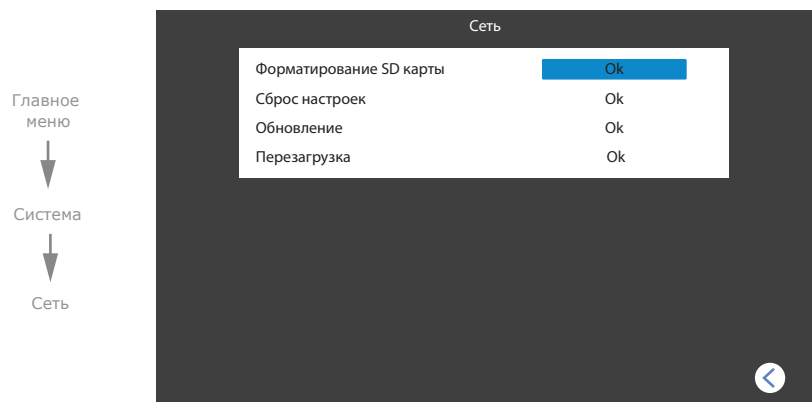 Главное
меню
Система
Сеть
Сеть
Форматирование SD карты Ok
Сброс настроек Ok
Обновление Ok
Перезагрузка Ok